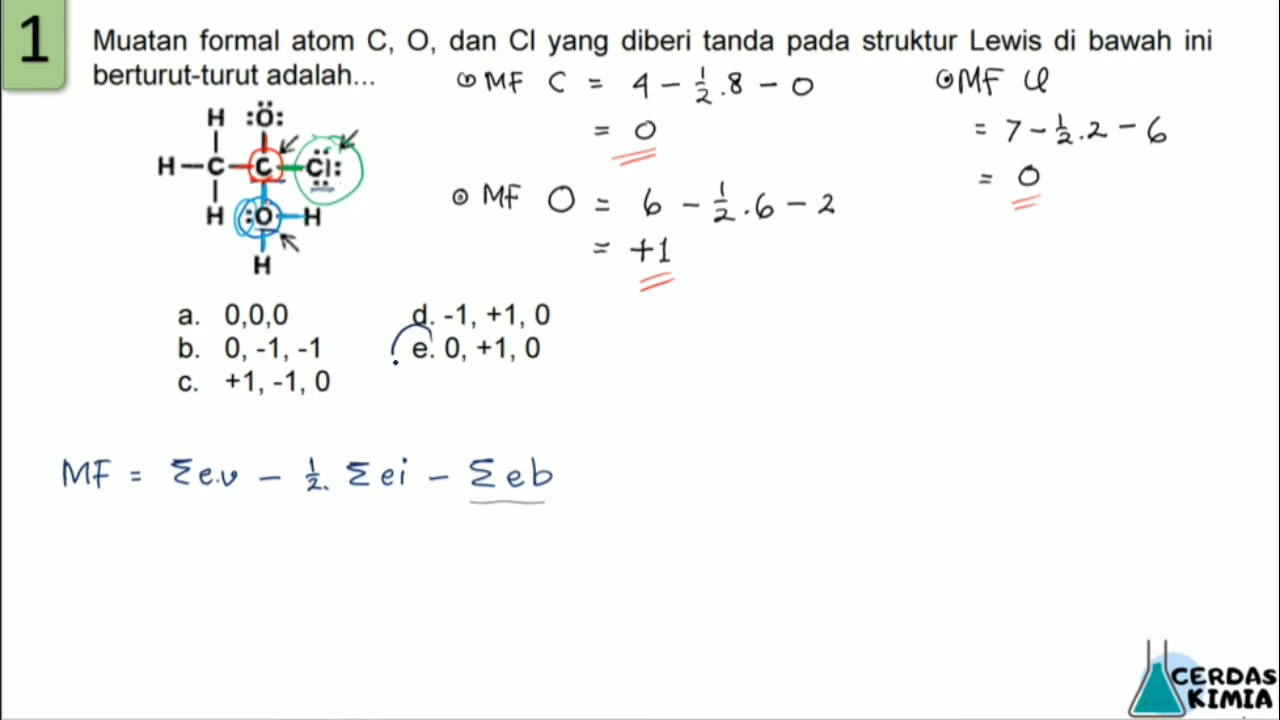 1
Muatan formal atom C, O, dan Cl yang diberi tanda pada struktur Lewis di bawah ini
berturut-turut adalah...
MF C = 4 - 1/2 . 8 - 0
= 0
MF O = 6 - 1/2 . 6 - 2
= +1
MF Cl
= 7 - 1/2 . 2 - 6
= 0
H :Ö:
H–C–C–Cl:
H :O–H
H
a. 0,0,0
b. 0, -1, -1
c. +1, -1, 0
d. -1, +1, 0
e. 0, +1, 0
MF = Σe.v - 1/2. Σei - Σeb
CERDAS
KIMIA